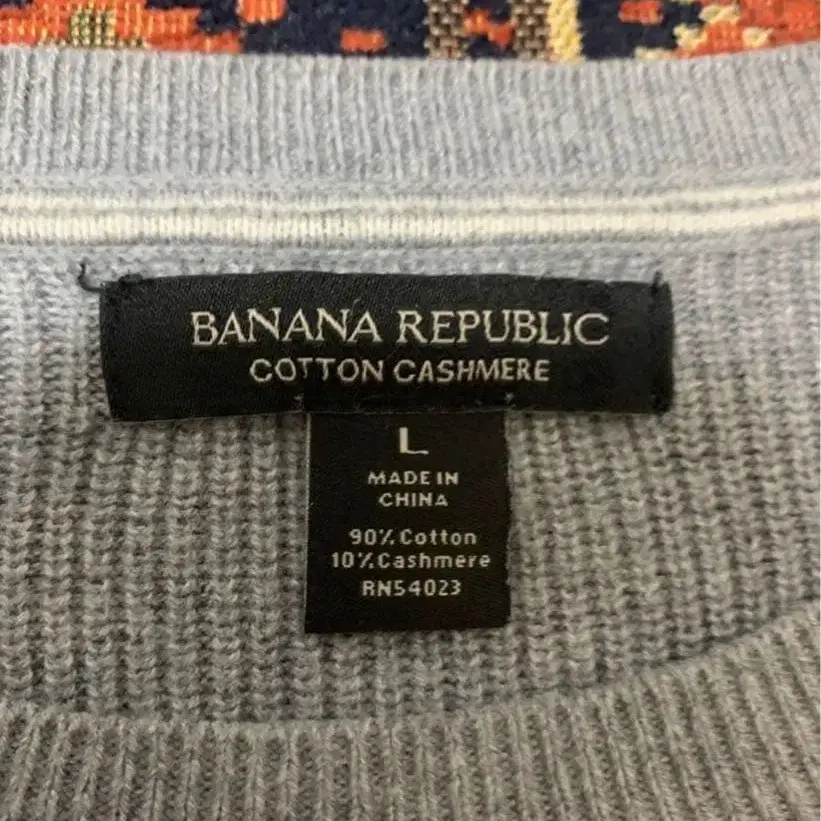 BANANA REPUBLIC
COTTON CASHMERE
L
MADE IN
CHINA
90% Cotton
10% Cashmere
RN54023